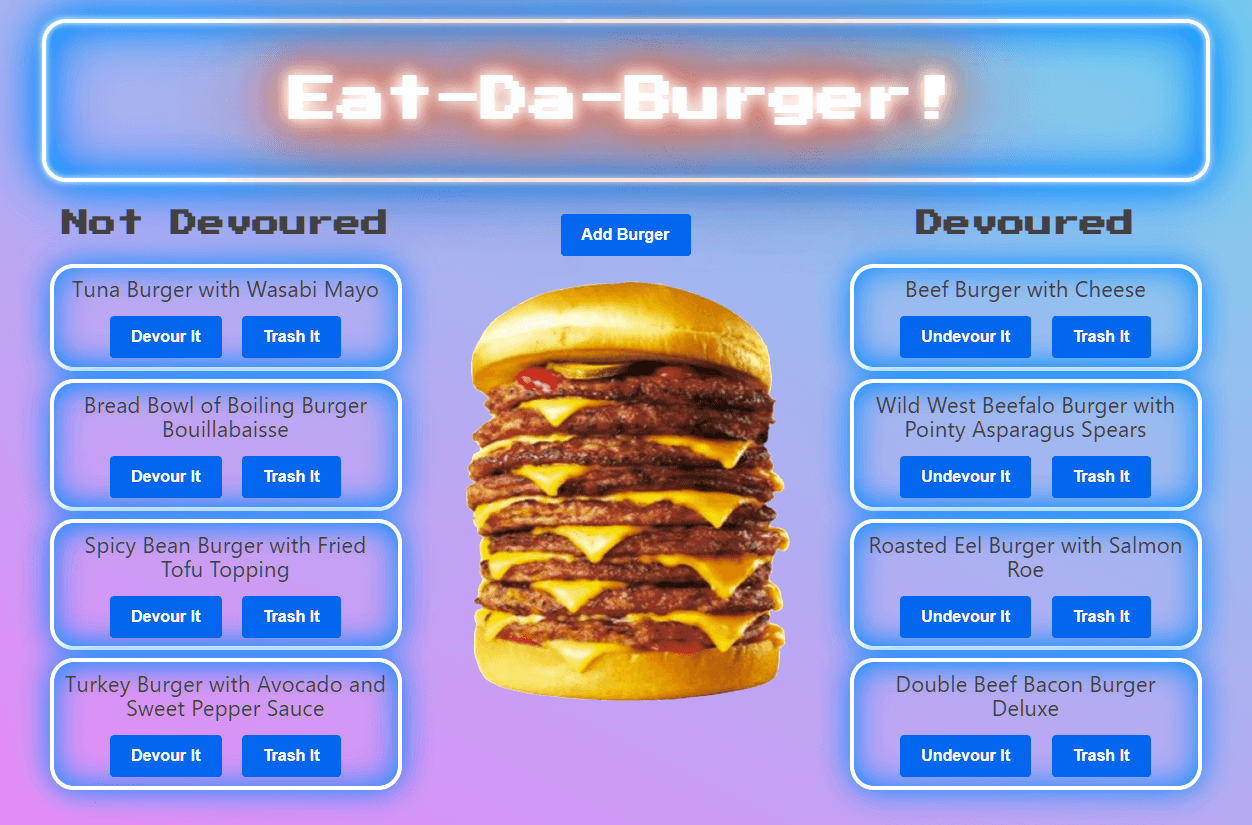 Eat-Da-Burger!
Not Devoured
Tuna Burger with Wasabi Mayo
Devour It
Trash It
Bread Bowl of Boiling Burger
Bouillabaisse
Devour It
Trash It
Spicy Bean Burger with Fried
Tofu Topping
Devour It
Trash It
Turkey Burger with Avocado and
Sweet Pepper Sauce
Devour It
Trash It
Add Burger
Devoured
Beef Burger with Cheese
Undevour It
Trash It
Wild West Beefalo Burger with
Pointy Asparagus Spears
Undevour It
Trash It
Roasted Eel Burger with Salmon
Roe
Undevour It
Trash It
Double Beef Bacon Burger
Deluxe
Undevour It
Trash It